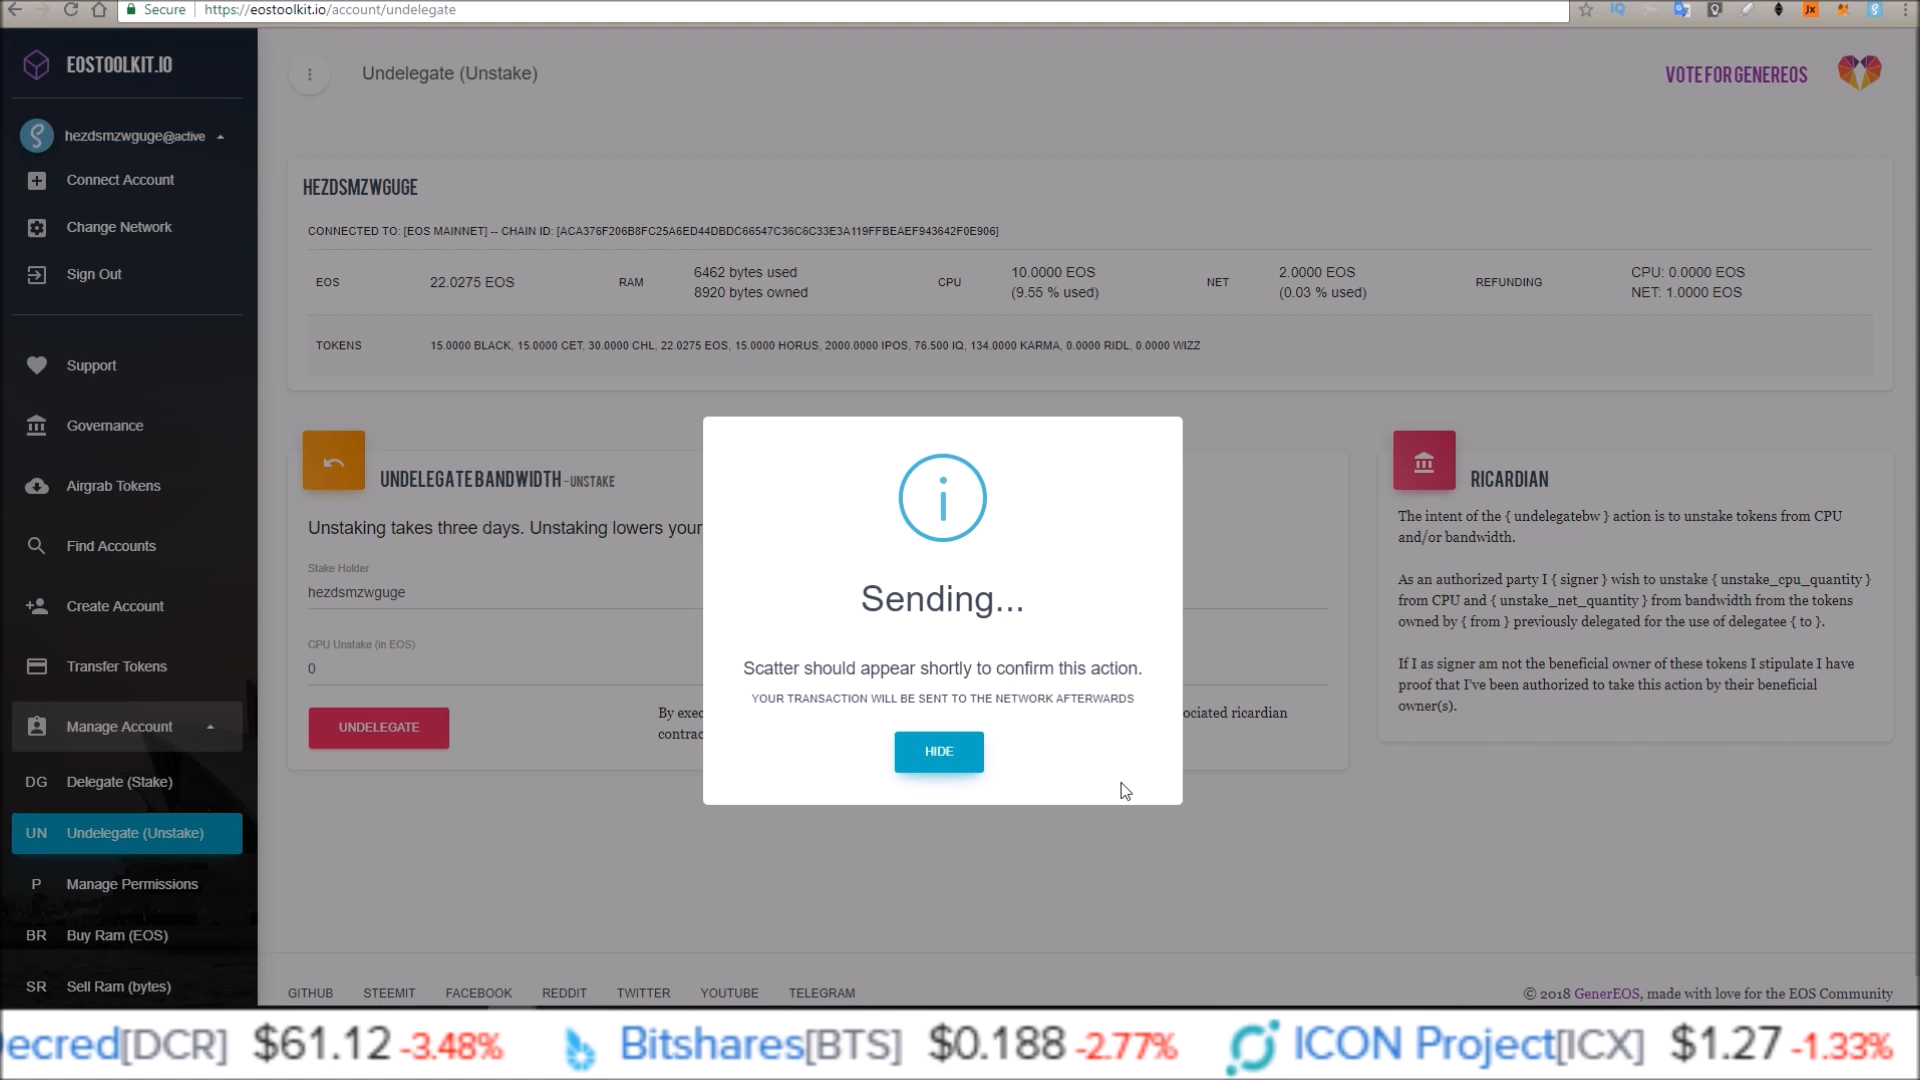 Secure https://eostoolkit.io/account/undelegate
EOSTOOLKIT.IO
Undelegate (Unstake)
VOTE FOR GENEREOS
hezdsmzwguge@active
Connect Account
Change Network
Sign Out
HEZDSMZWGUGE
CONNECTED TO: [EOS MAINNET] -- CHAIN ID: [ACA376F206B8FC25A6ED44DBDC66547C36C6C33E3A119FFBEAEF943642F0E906]
EOS 22.0275 EOS RAM 6462 bytes used CPU 10.0000 EOS NET 2.0000 EOS REFUNDING CPU: 0.0000 EOS
8920 bytes owned (9.55 % used) (0.03 % used) NET: 1.0000 EOS
TOKENS 15.0000 BLACK, 15.0000 CET, 30.0000 CHL, 22.0275 EOS, 15.0000 HORUS, 2000.0000 IPOS, 76.500 IQ, 134.0000 KARMA, 0.0000 RIDL, 0.0000 WIZZ
Support
Governance
Airgrab Tokens
Find Accounts
Create Account
Transfer Tokens
Manage Account
DG Delegate (Stake)
UN Undelegate (Unstake)
P Manage Permissions
BR Buy Ram (EOS)
SR Sell Ram (bytes)
UNDELEGATE BANDWIDTH - UNSTAKE
Unstaking takes three days. Unstaking lowers your
Stake Holder
hezdsmzwguge
CPU Unstake (in EOS)
0
UNDELEGATE
By exec
contrac
ociated ricardian
i
Sending...
Scatter should appear shortly to confirm this action.
YOUR TRANSACTION WILL BE SENT TO THE NETWORK AFTERWARDS
HIDE
RICARDIAN
The intent of the { undelegatebw } action is to unstake tokens from CPU
and/or bandwidth.
As an authorized party I { signer } wish to unstake { unstake_cpu_quantity }
from CPU and { unstake_net_quantity } from bandwidth from the tokens
owned by { from } previously delegated for the use of delegatee { to }.
If I as signer am not the beneficial owner of these tokens I stipulate I have
proof that I've been authorized to take this action by their beneficial
owner(s).
GITHUB STEEMIT FACEBOOK REDDIT TWITTER YOUTUBE TELEGRAM
© 2018 GenerEOS, made with love for the EOS Community
ecred[DCR] $61.12 -3.48% Bitshares[BTS] $0.188 -2.77% ICON Project[ICX] $1.27 -1.33%